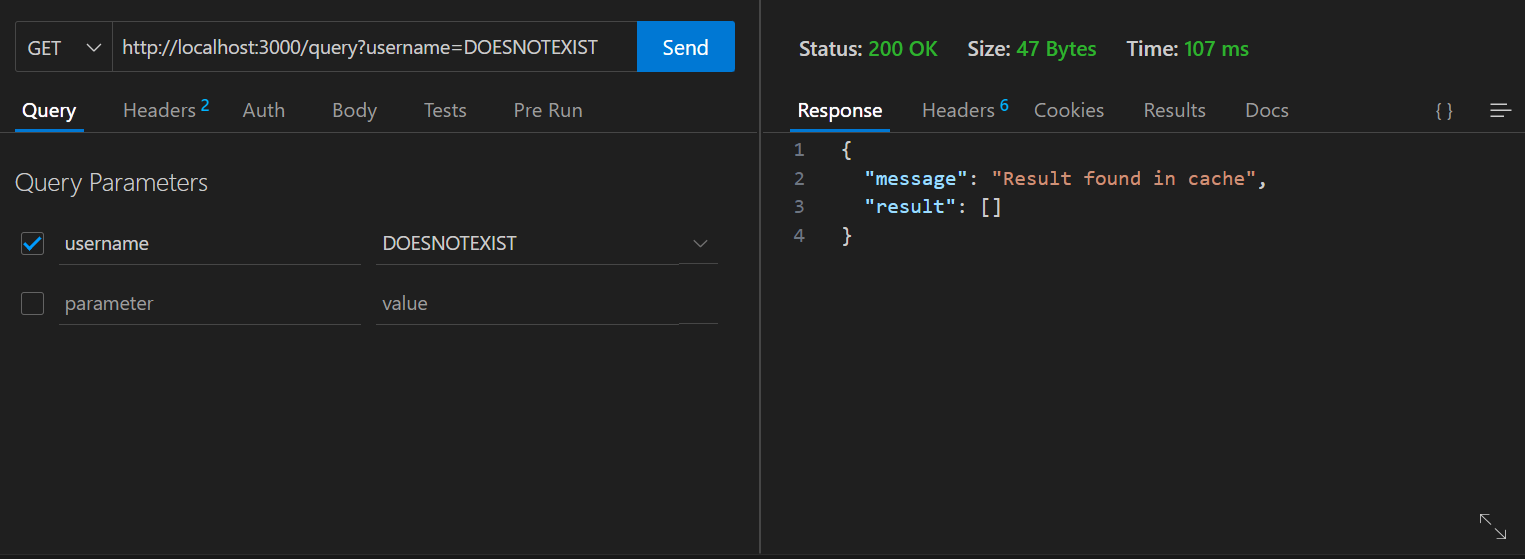 GET http://localhost:3000/query?username=DOESNOTEXIST Send
Query Headers 2 Auth Body Tests Pre Run
Query Parameters
username DOESNOTEXIST
parameter value
Status: 200 OK Size: 47 Bytes Time: 107 ms
Response Headers 6 Cookies Results Docs { }
1 {
2 "message": "Result found in cache",
3 "result": []
4 }